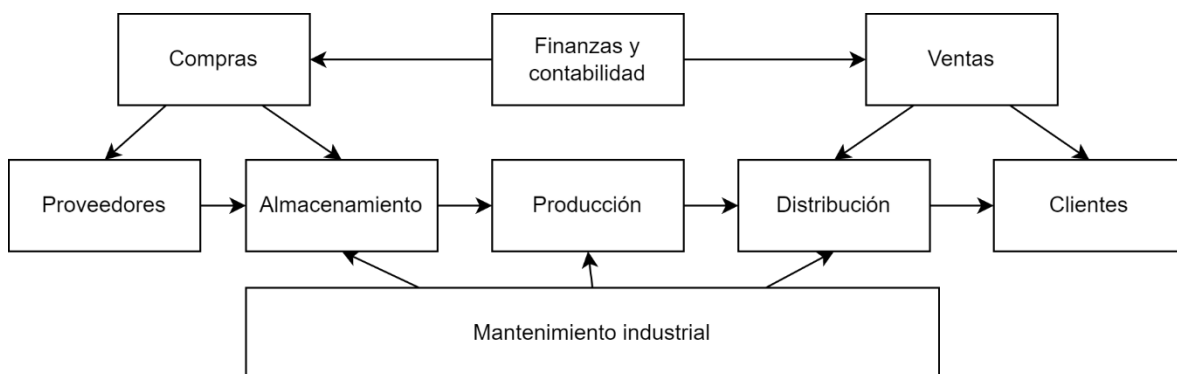 Compras
Finanzas y
contabilidad
Ventas
Proveedores
Almacenamiento
Producción
Distribución
Clientes
Mantenimiento industrial